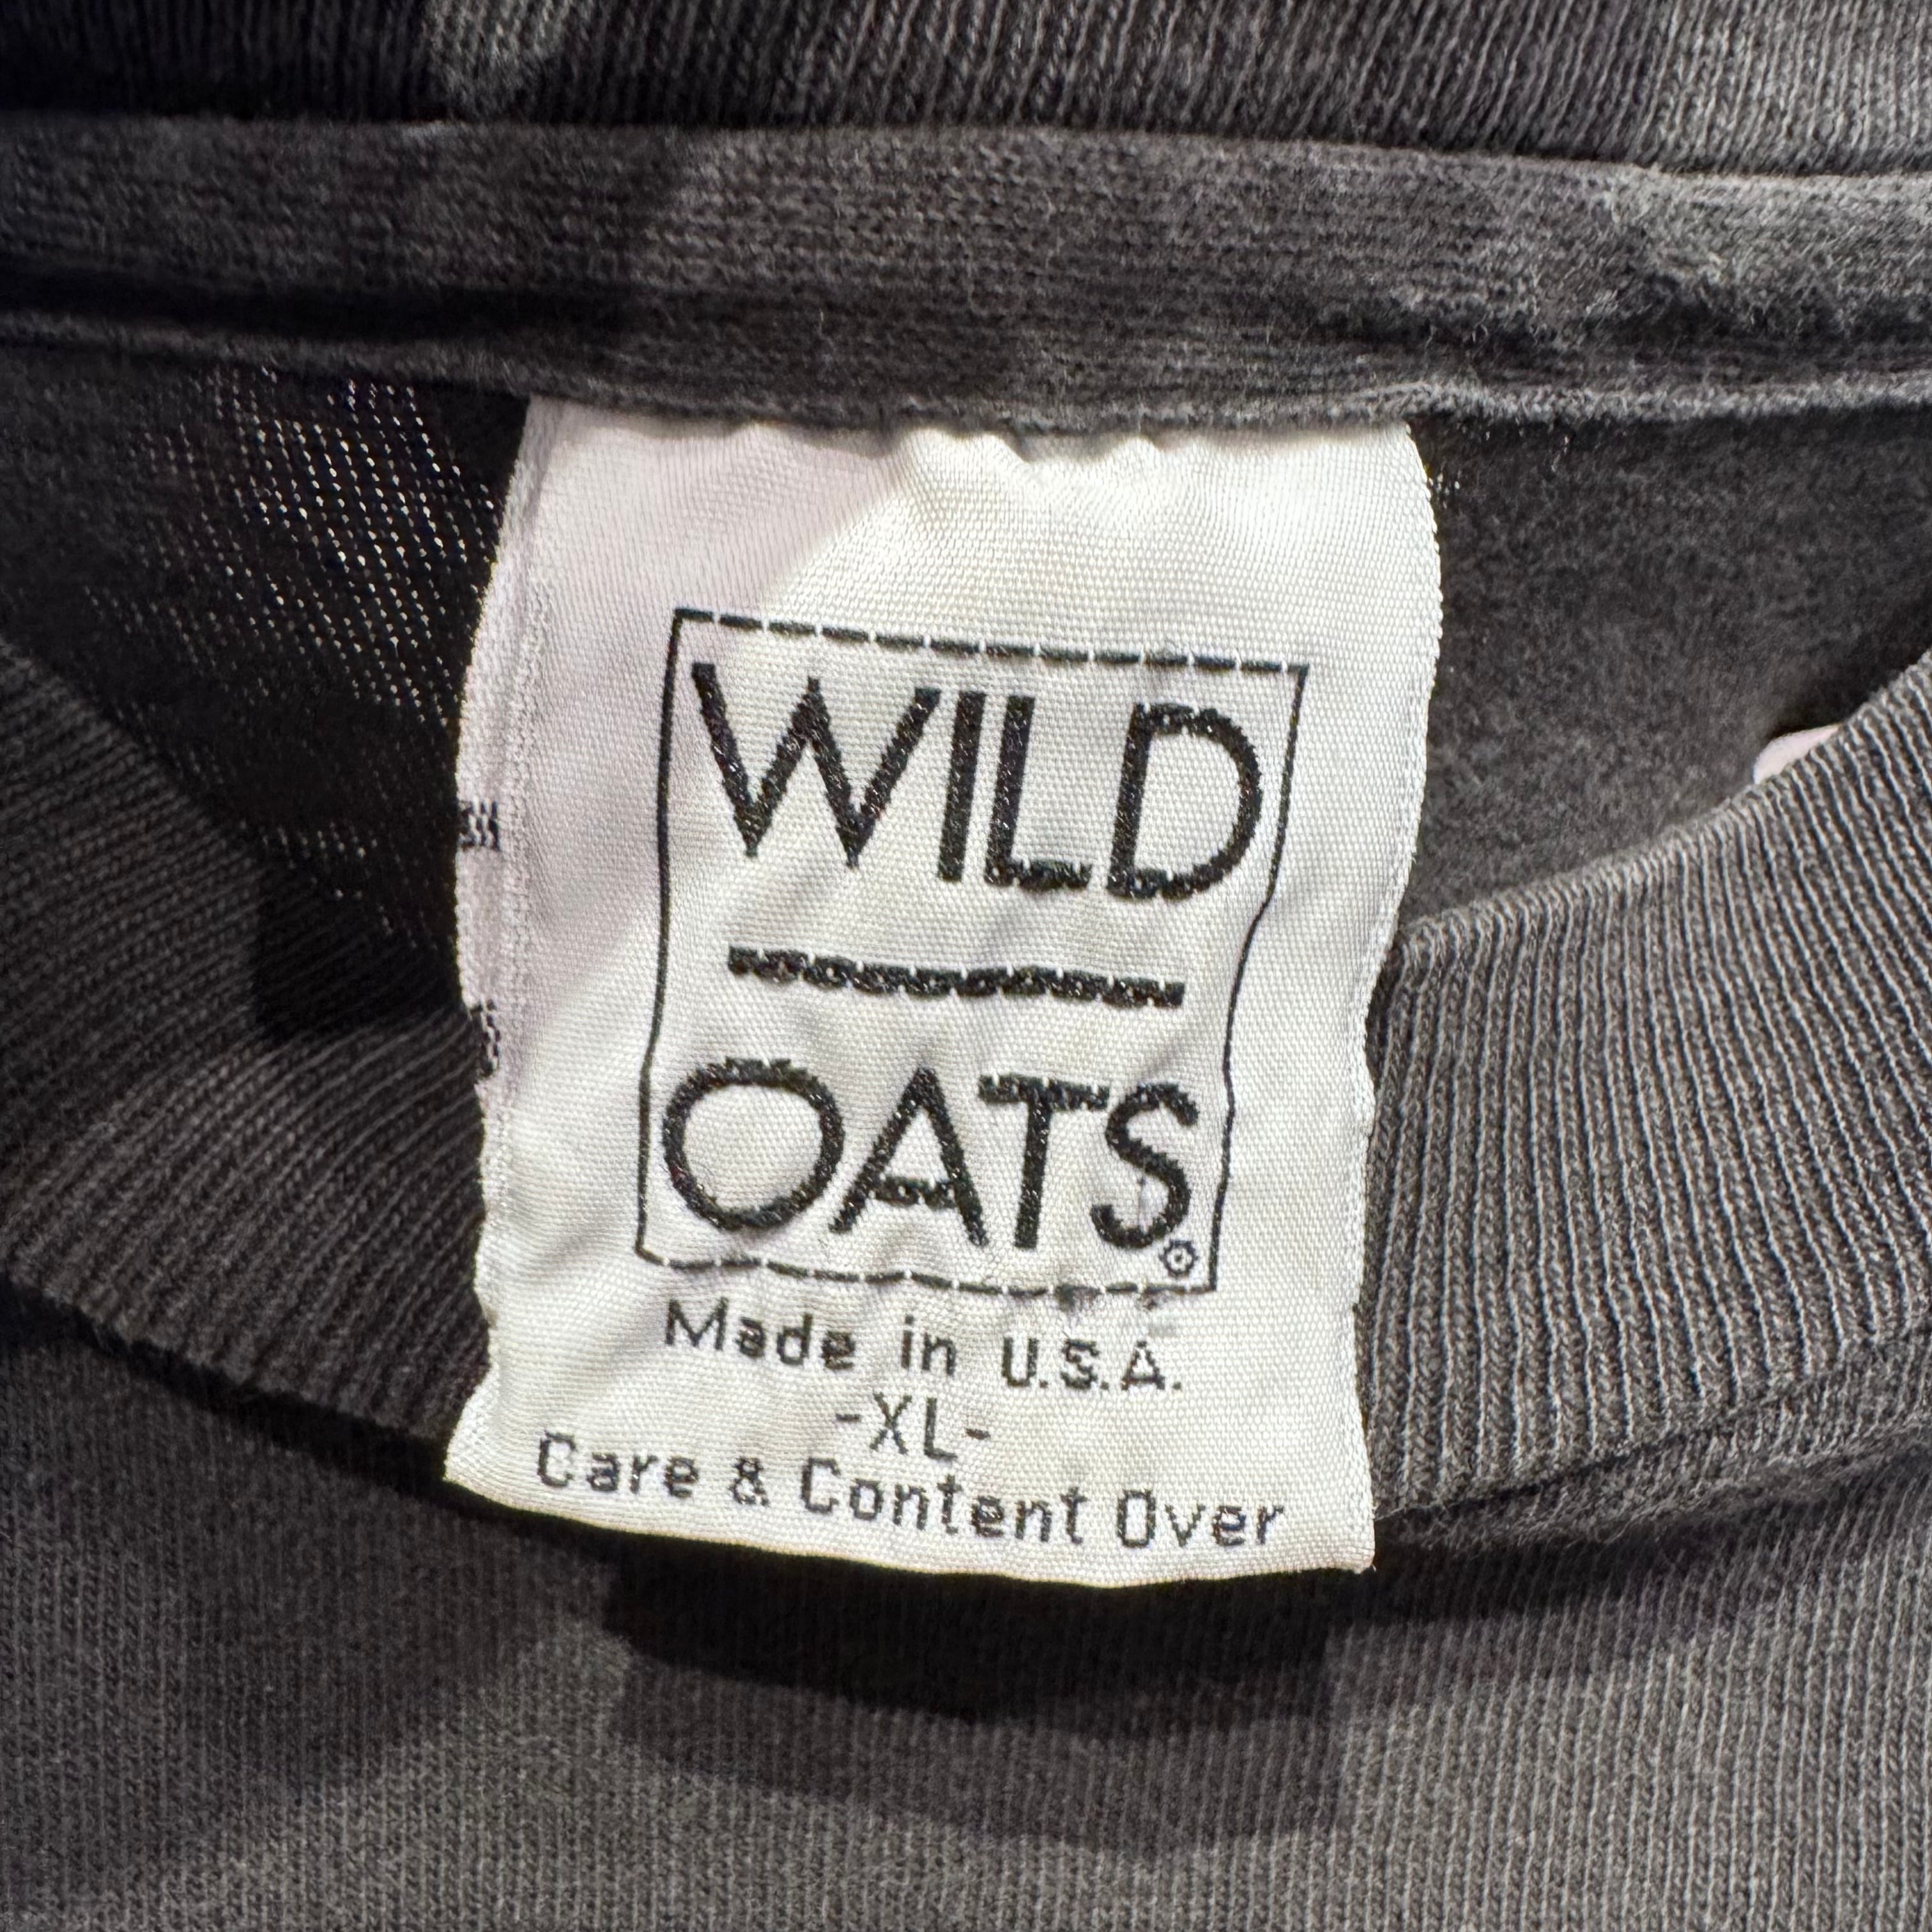 WILD
OATS®
Made in U.S.A.
-XL-
Care & Content Over